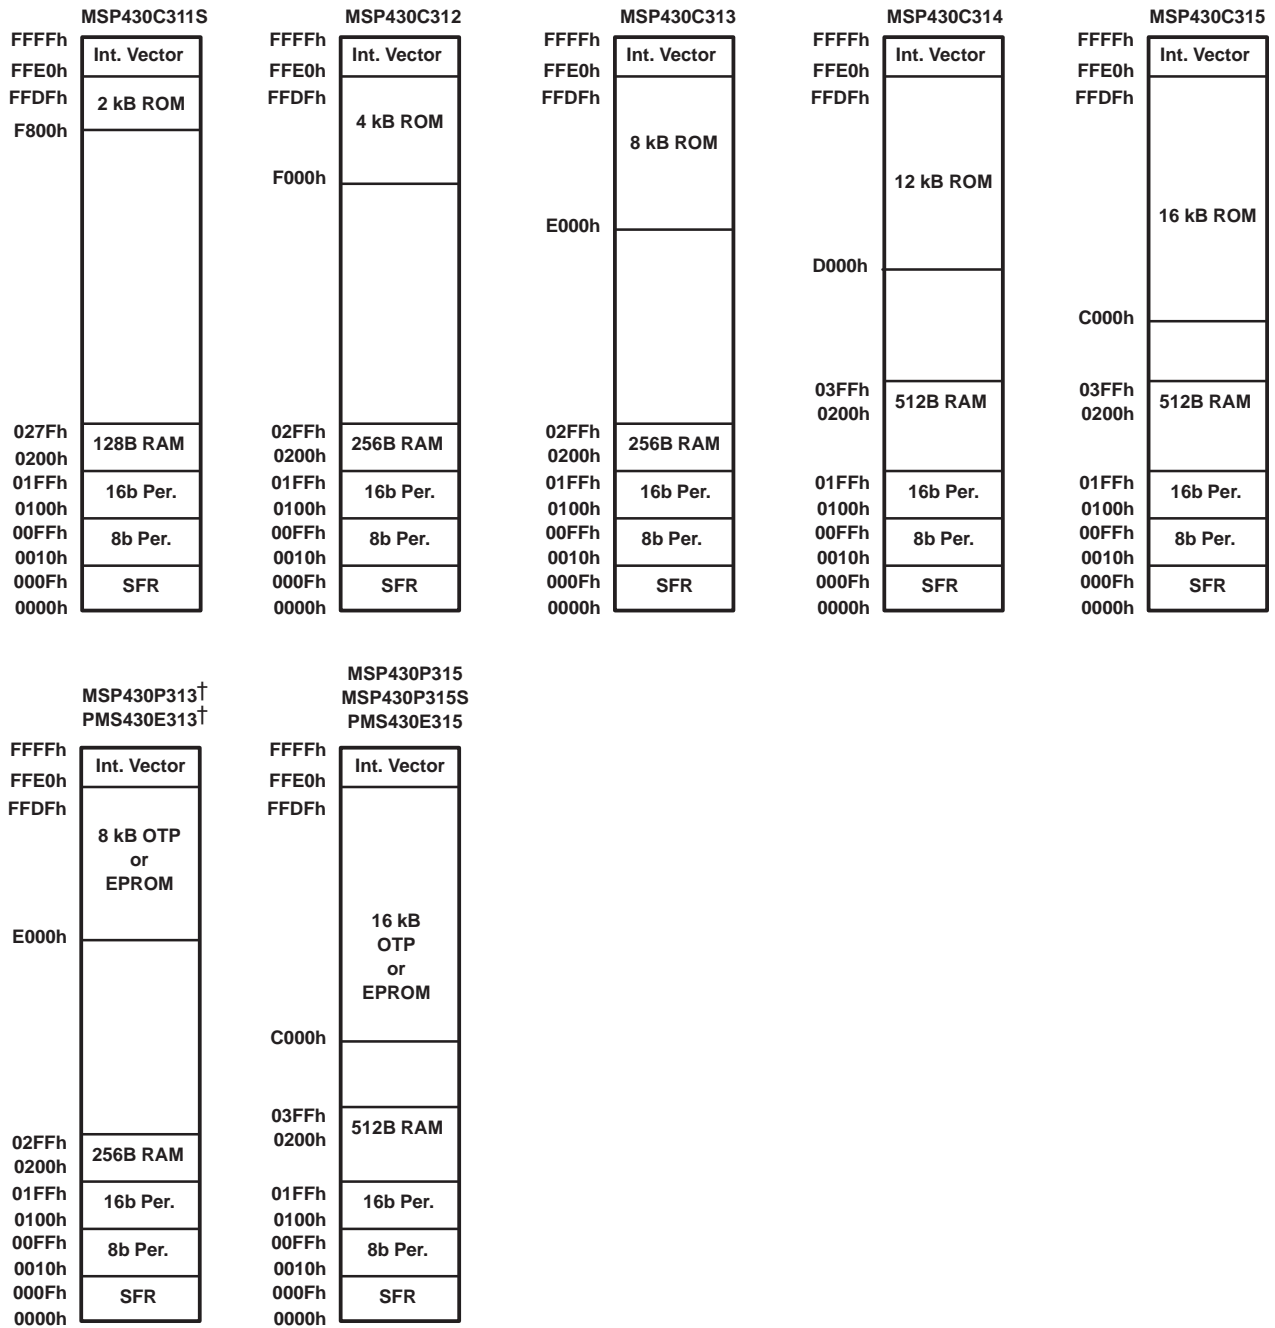 MSP430C311S
FFFFh
Int. Vector
FFE0h
FFDFh
2 kB ROM
F800h
027Fh
128B RAM
0200h
01FFh
16b Per.
0100h
00FFh
8b Per.
0010h
000Fh
SFR
0000h
MSP430C312
FFFFh
Int. Vector
FFE0h
FFDFh
4 kB ROM
F000h
02FFh
256B RAM
0200h
01FFh
16b Per.
0100h
00FFh
8b Per.
0010h
000Fh
SFR
0000h
MSP430C313
FFFFh
Int. Vector
FFE0h
FFDFh
8 kB ROM
E000h
02FFh
256B RAM
0200h
01FFh
16b Per.
0100h
00FFh
8b Per.
0010h
000Fh
SFR
0000h
MSP430C314
FFFFh
Int. Vector
FFE0h
FFDFh
12 kB ROM
D000h
03FFh
512B RAM
0200h
01FFh
16b Per.
0100h
00FFh
8b Per.
0010h
000Fh
SFR
0000h
MSP430C315
FFFFh
Int. Vector
FFE0h
FFDFh
16 kB ROM
C000h
03FFh
512B RAM
0200h
01FFh
16b Per.
0100h
00FFh
8b Per.
0010h
000Fh
SFR
0000h
MSP430P313†
PMS430E313†
FFFFh
Int. Vector
FFE0h
FFDFh
8 kB OTP
or
EPROM
E000h
02FFh
256B RAM
0200h
01FFh
16b Per.
0100h
00FFh
8b Per.
0010h
000Fh
SFR
0000h
MSP430P315
MSP430P315S
PMS430E315
FFFFh
Int. Vector
FFE0h
FFDFh
16 kB
OTP
or
EPROM
C000h
03FFh
512B RAM
0200h
01FFh
16b Per.
0100h
00FFh
8b Per.
0010h
000Fh
SFR
0000h